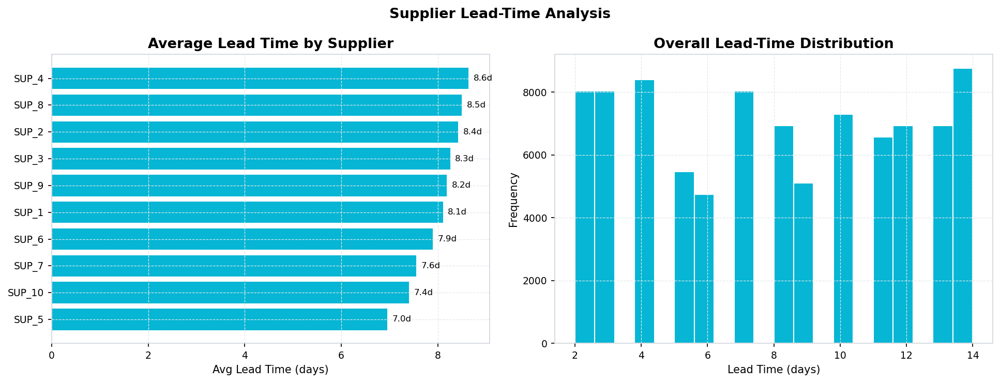 Supplier Lead-Time Analysis
Average Lead Time by Supplier
SUP_4 8.6d
SUP_8 8.5d
SUP_2 8.4d
SUP_3 8.3d
SUP_9 8.2d
SUP_1 8.1d
SUP_6 7.9d
SUP_7 7.6d
SUP_10 7.4d
SUP_5 7.0d
0 2 4 6 8
Avg Lead Time (days)
Overall Lead-Time Distribution
Frequency
8000
6000
4000
2000
0
2 4 6 8 10 12 14
Lead Time (days)